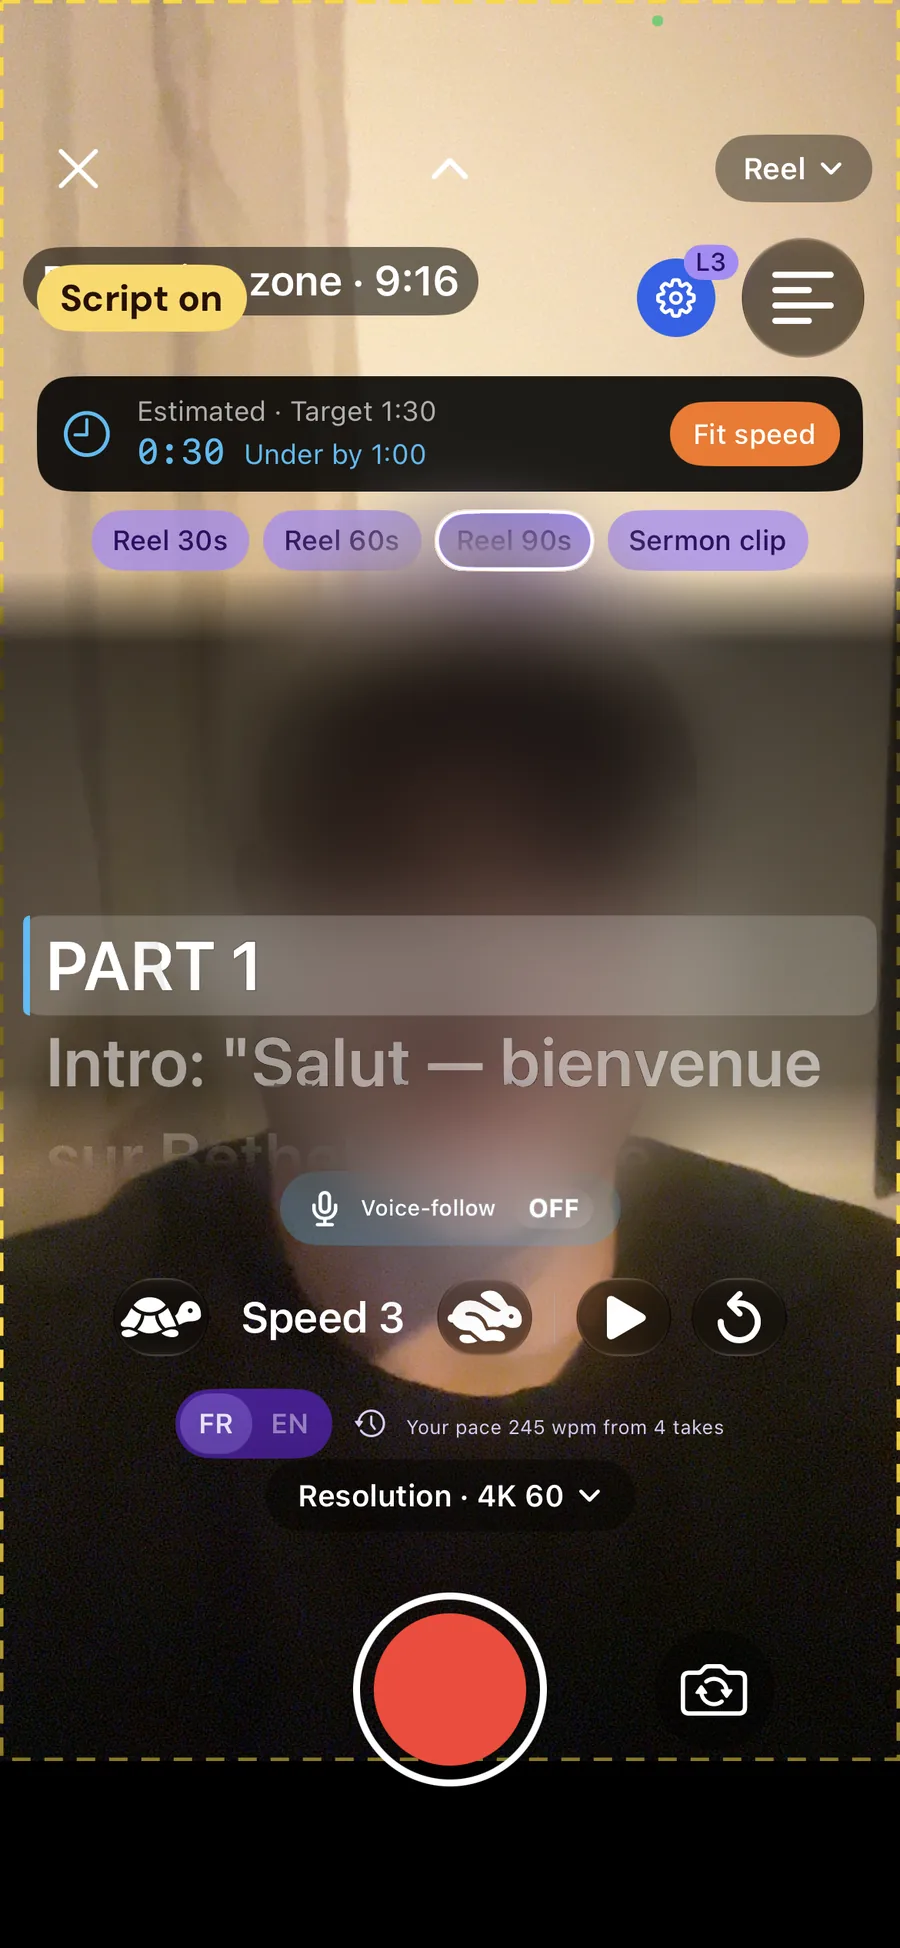 Reel
Script on
zone · 9:16
L3
Estimated · Target 1:30
0:30 Under by 1:00
Fit speed
Reel 30s
Reel 60s
Reel 90s
Sermon clip
PART 1
Intro: "Salut — bienvenue
sur
Voice-follow OFF
Speed 3
FR EN
Your pace 245 wpm from 4 takes
Resolution · 4K 60